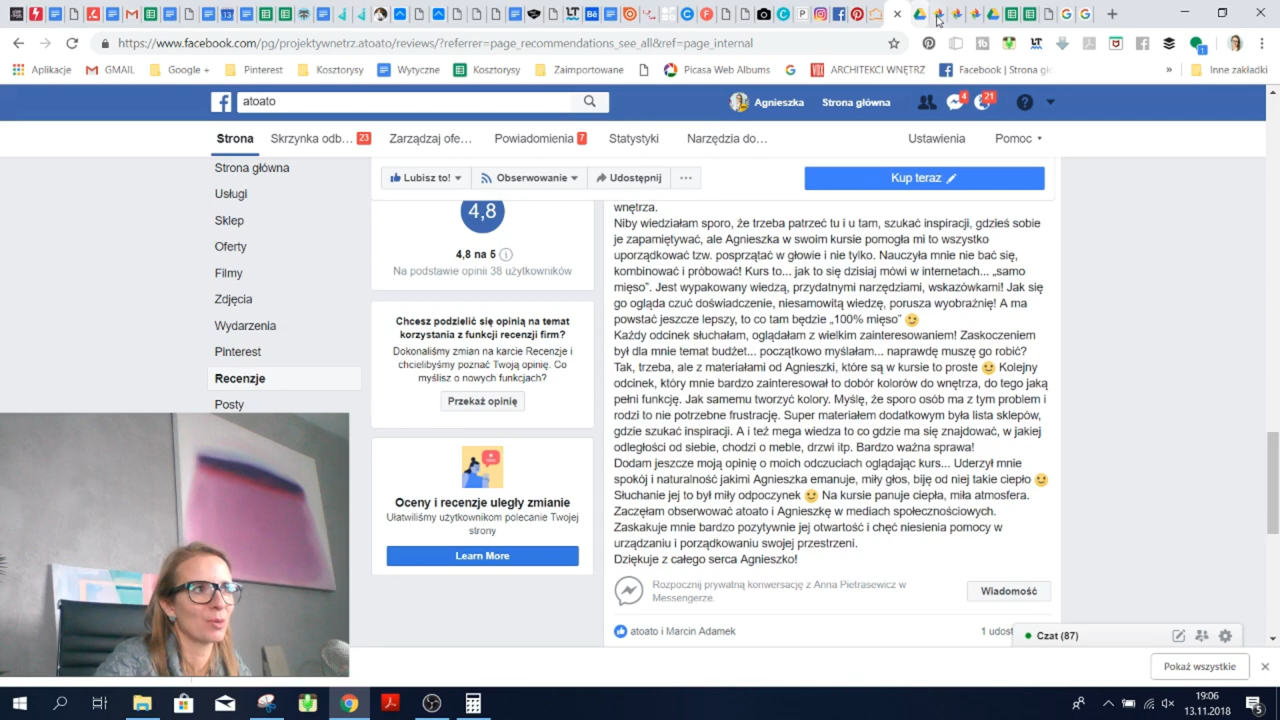 https://www.facebook.com/pg/projektywnetrz.atoato/reviews/?referrer=page_recommendations_see_all&ref=page_internal
Aplikacje
GMAIL
Google +
Pinterest
Kosztorysy
Wytyczne
Kosztorysy
Zaimportowane
Picasa Web Albums
ARCHITEKCI WNĘTRZ
Facebook | Strona głó
Inne zakładki
atoato
Agnieszka
Strona główna
4
21
Strona
Skrzynka odb... 23
Zarządzaj ofe...
Powiadomienia 7
Statystyki
Narzędzia do...
Ustawienia
Pomoc
Strona główna
Usługi
Sklep
Oferty
Filmy
Zdjęcia
Wydarzenia
Pinterest
Recenzje
Posty
Lubisz to!
Obserwowanie
Udostępnij
Kup teraz
4,8
4,8 na 5
Na podstawie opinii 38 użytkowników
Chcesz podzielić się opinią na temat
korzystania z funkcji recenzji firm?
Dokonaliśmy zmian na karcie Recenzje i
chcielibyśmy poznać Twoją opinię. Co
myślisz o nowych funkcjach?
Przekaż opinię
Oceny i recenzje uległy zmianie
Ułatwiliśmy użytkownikom polecanie Twojej
strony
Learn More
wnętrza.
Niby wiedziałam sporo, że trzeba patrzeć tu i u tam, szukać inspiracji, gdzieś sobie
je zapamiętywać, ale Agnieszka w swoim kursie pomogła mi to wszystko
uporządkować tzw. posprzątać w głowie i nie tylko. Nauczyła mnie nie bać się,
kombinować i próbować! Kurs to... jak to się dzisiaj mówi w internetach... „samo
mięso”. Jest wypakowany wiedzą, przydatnymi narzędziami, wskazówkami! Jak się
go ogląda czuć doświadczenie, niesamowitą wiedzę, porusza wyobraźnię! A ma
powstać jeszcze lepszy, to co tam będzie „100% mięso” 😉
Każdy odcinek słuchałam, oglądałam z wielkim zainteresowaniem! Zaskoczeniem
był dla mnie temat budżet... początkowo myślałam... naprawdę muszę go robić?
Tak, trzeba, ale z materiałami od Agnieszki, które są w kursie to proste 😉 Kolejny
odcinek, który mnie bardzo zainteresował to dobór kolorów do wnętrza, do tego jaką
pełni funkcję. Jak samemu tworzyć kolory. Myślę, że sporo osób ma z tym problem i
rodzi to nie potrzebne frustrację. Super materiałem dodatkowym była lista sklepów,
gdzie szukać inspiracji. A i też mega wiedza to co gdzie ma się znajdować, w jakiej
odległości od siebie, chodzi o meble, drzwi itp. Bardzo ważna sprawa!
Dodam jeszcze moją opinię o moich odczuciach oglądając kurs... Uderzył mnie
spokój i naturalność jakimi Agnieszka emanuje, miły głos, biję od niej takie ciepło 😉
Słuchanie jej to był miły odpoczynek 😉 Na kursie panuje ciepła, miła atmosfera.
Zaczęłam obserwować atoato i Agnieszkę w mediach społecznościowych.
Zaskakuje mnie bardzo pozytywnie jej otwartość i chęć niesienia pomocy w
urządzaniu i porządkowaniu swojej przestrzeni.
Dziękuje z całego serca Agnieszko!
Rozpocznij prywatną konwersację z Anna Pietrasewicz w
Messengerze.
Wiadomość
atoato i Marcin Adamek
1 udost
Czat (87)
Pokaż wszystkie
19:06
13.11.2018
5